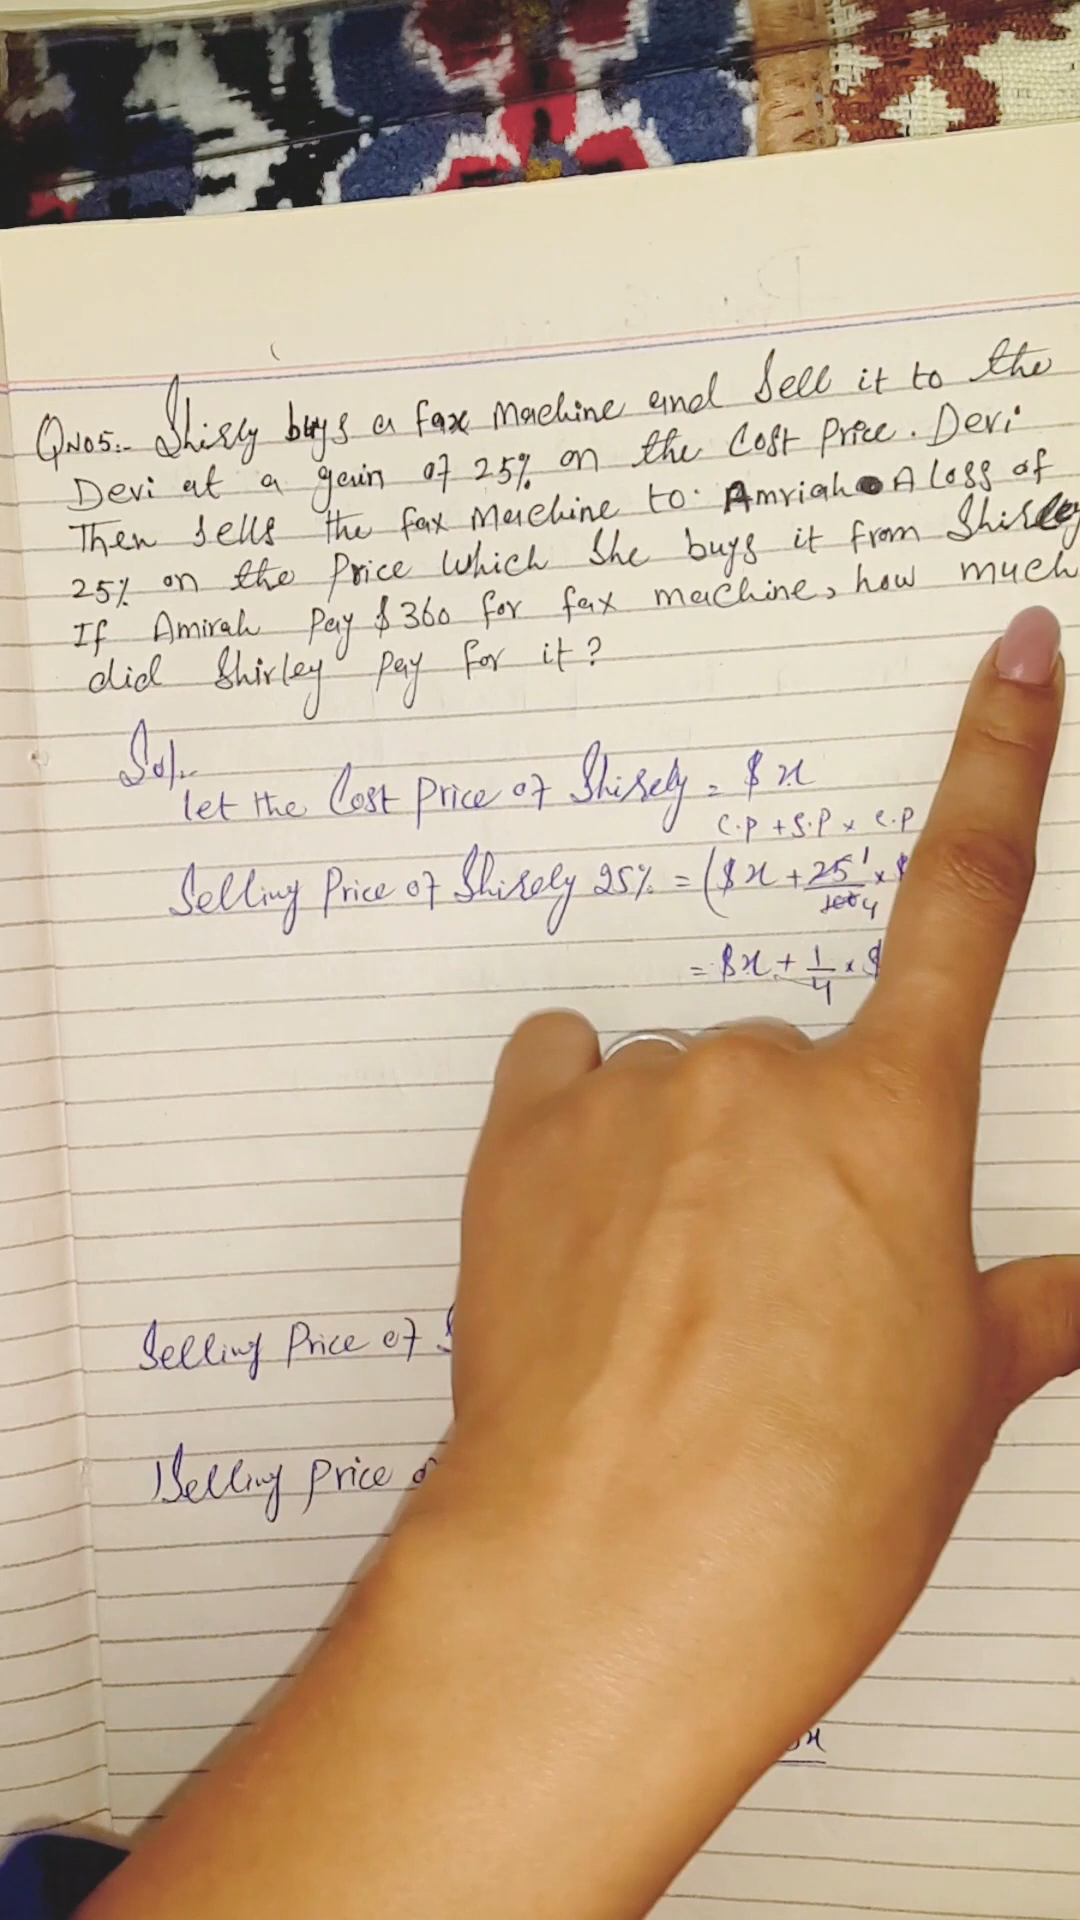 QNO5:- Shirly buys a fax Machine and Sell it to the
Devi at a gain of 25% on the Cost Price. Devi
Then sells the fax Machine to Amriah A Loss of
25% on the Price Which She buys it from Shirley
If Amirah Pay $360 for fax machine, how much
did Shirley Pay for it?
Sol:-
let the Cost Price of Shirely = $x
C.P + S.P x C.P
Selling Price of Shirely 25% = ($x + 25/100 1/4 x $
= $x + 1/4 x $
Selling Price of S
Selling Price
x